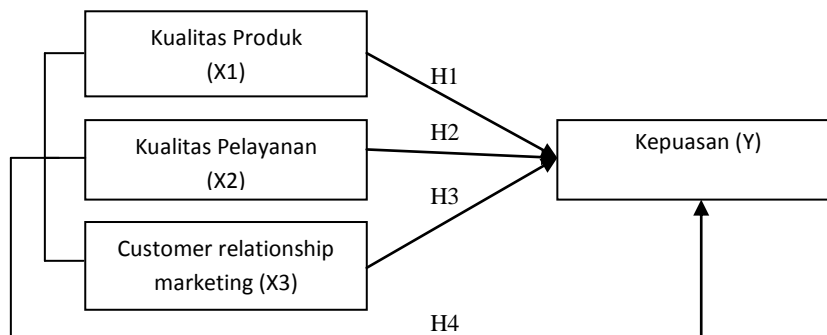 Kualitas Produk
(X1)
H1
Kualitas Pelayanan
(X2)
H2
Kepuasan (Y)
H3
Customer relationship
marketing (X3)
H4